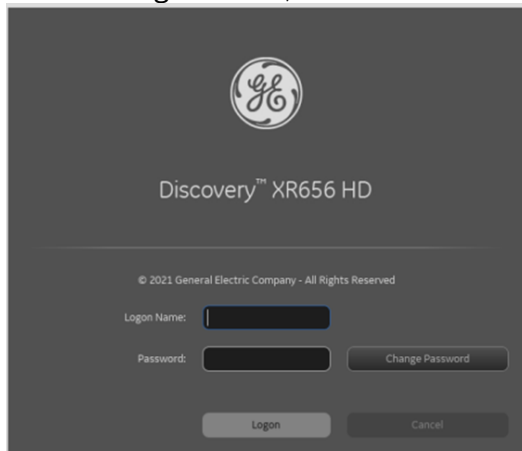 GE
Discovery™ XR656 HD
© 2021 General Electric Company - All Rights Reserved
Logon Name:
Password:
Change Password
Logon
Cancel